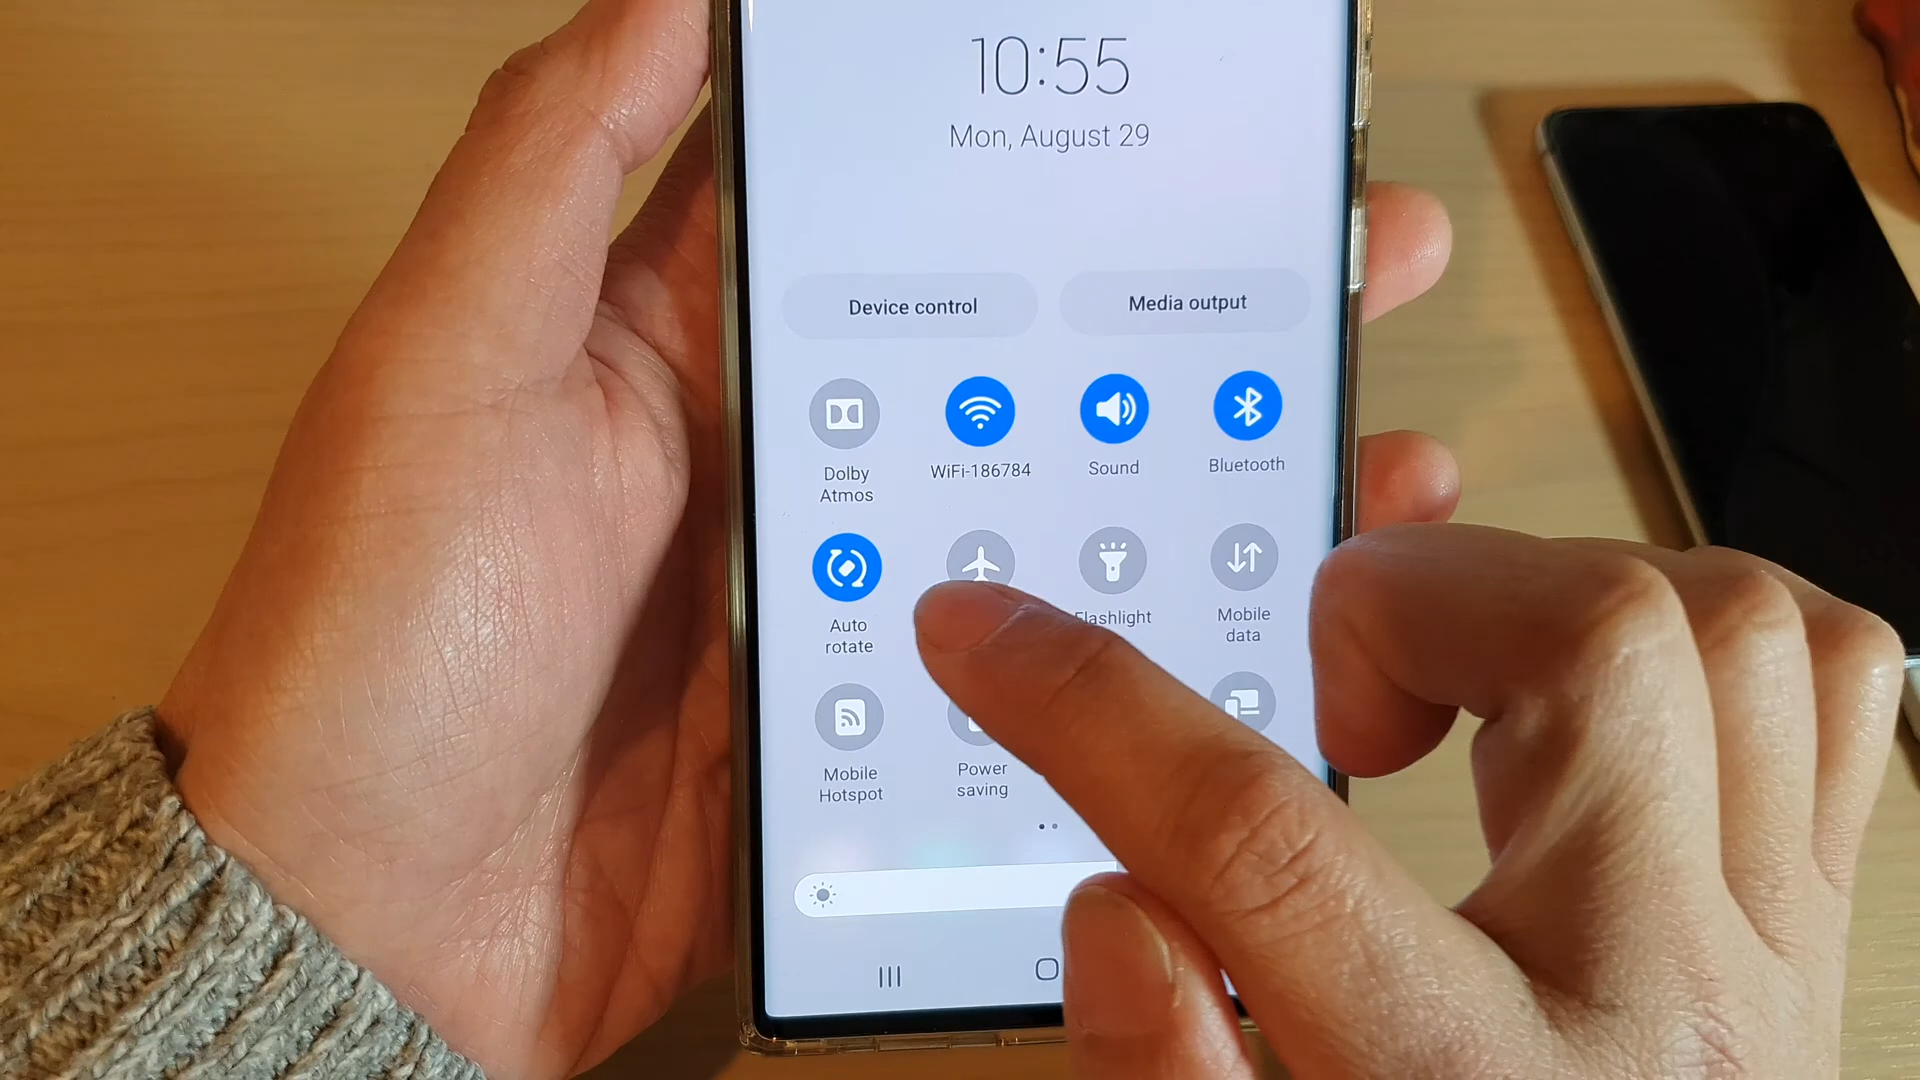 10:55
Mon, August 29
Device control
Media output
Dolby
Atmos
WiFi-186784
Sound
Bluetooth
Auto
rotate
Flashlight
Mobile
data
Mobile
Hotspot
Power
saving